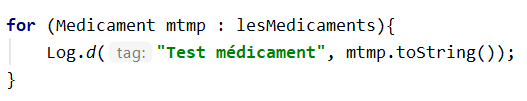 for (Medicament mtmp : lesMedicaments){
    Log.d( tag: "Test médicament", mtmp.toString());
}